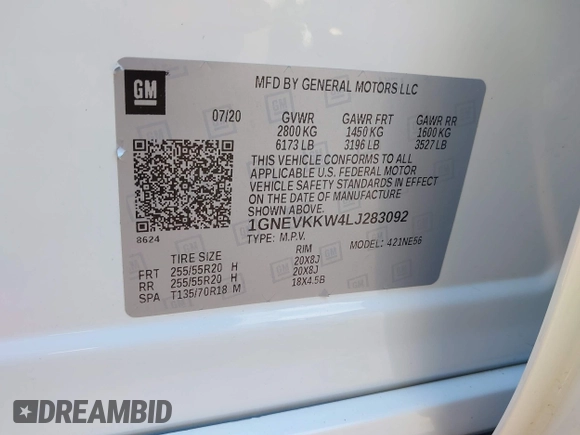 GM
MFD BY GENERAL MOTORS LLC
07/20 GVWR GAWR FRT GAWR RR
2800 KG 1450 KG 1600 KG
6173 LB 3196 LB 3527 LB
THIS VEHICLE CONFORMS TO ALL
APPLICABLE U.S. FEDERAL MOTOR
VEHICLE SAFETY STANDARDS IN EFFECT
ON THE DATE OF MANUFACTURE
SHOWN ABOVE.
1GNEVKKW4LJ283092
8624
TYPE: M.P.V. MODEL: 421NE56
TIRE SIZE RIM
FRT 255/55R20 H 20X8J
RR 255/55R20 H 20X8J
SPA T135/70R18 M 18X4.5B
DREAMBID